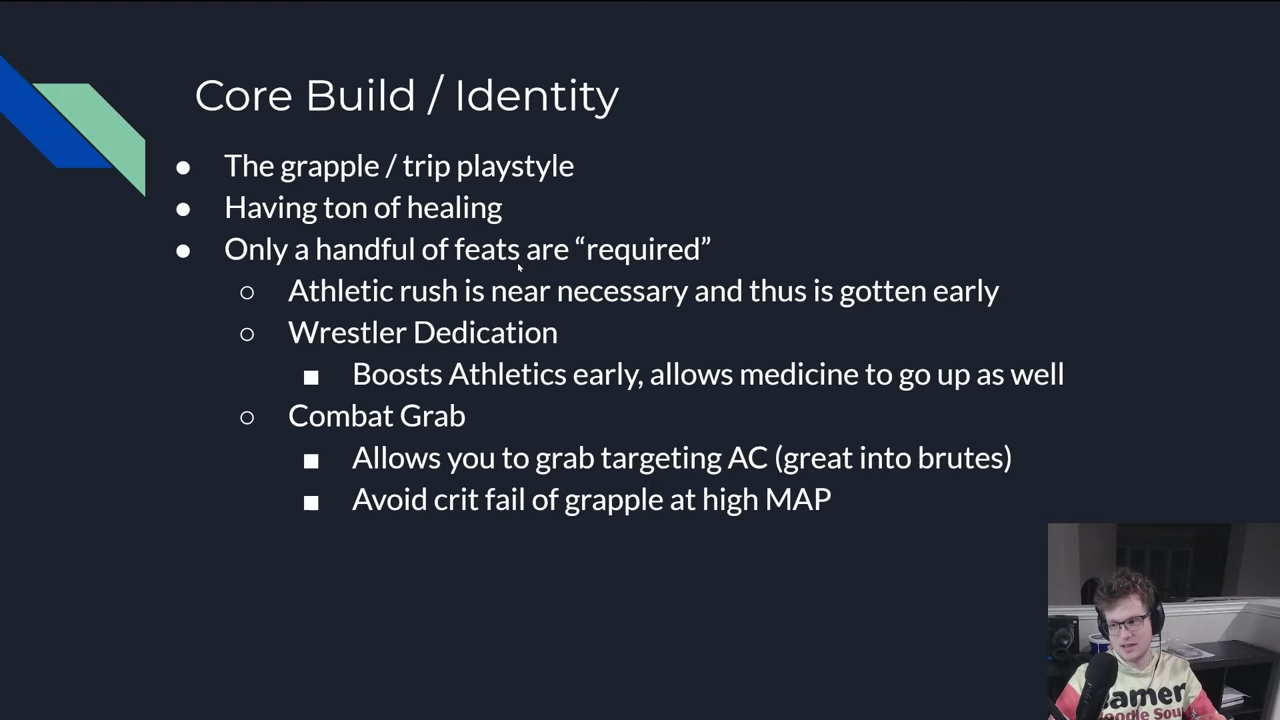 Core Build / Identity
● The grapple / trip playstyle
● Having ton of healing
● Only a handful of feats are “required”
○ Athletic rush is near necessary and thus is gotten early
○ Wrestler Dedication
■ Boosts Athletics early, allows medicine to go up as well
○ Combat Grab
■ Allows you to grab targeting AC (great into brutes)
■ Avoid crit fail of grapple at high MAP